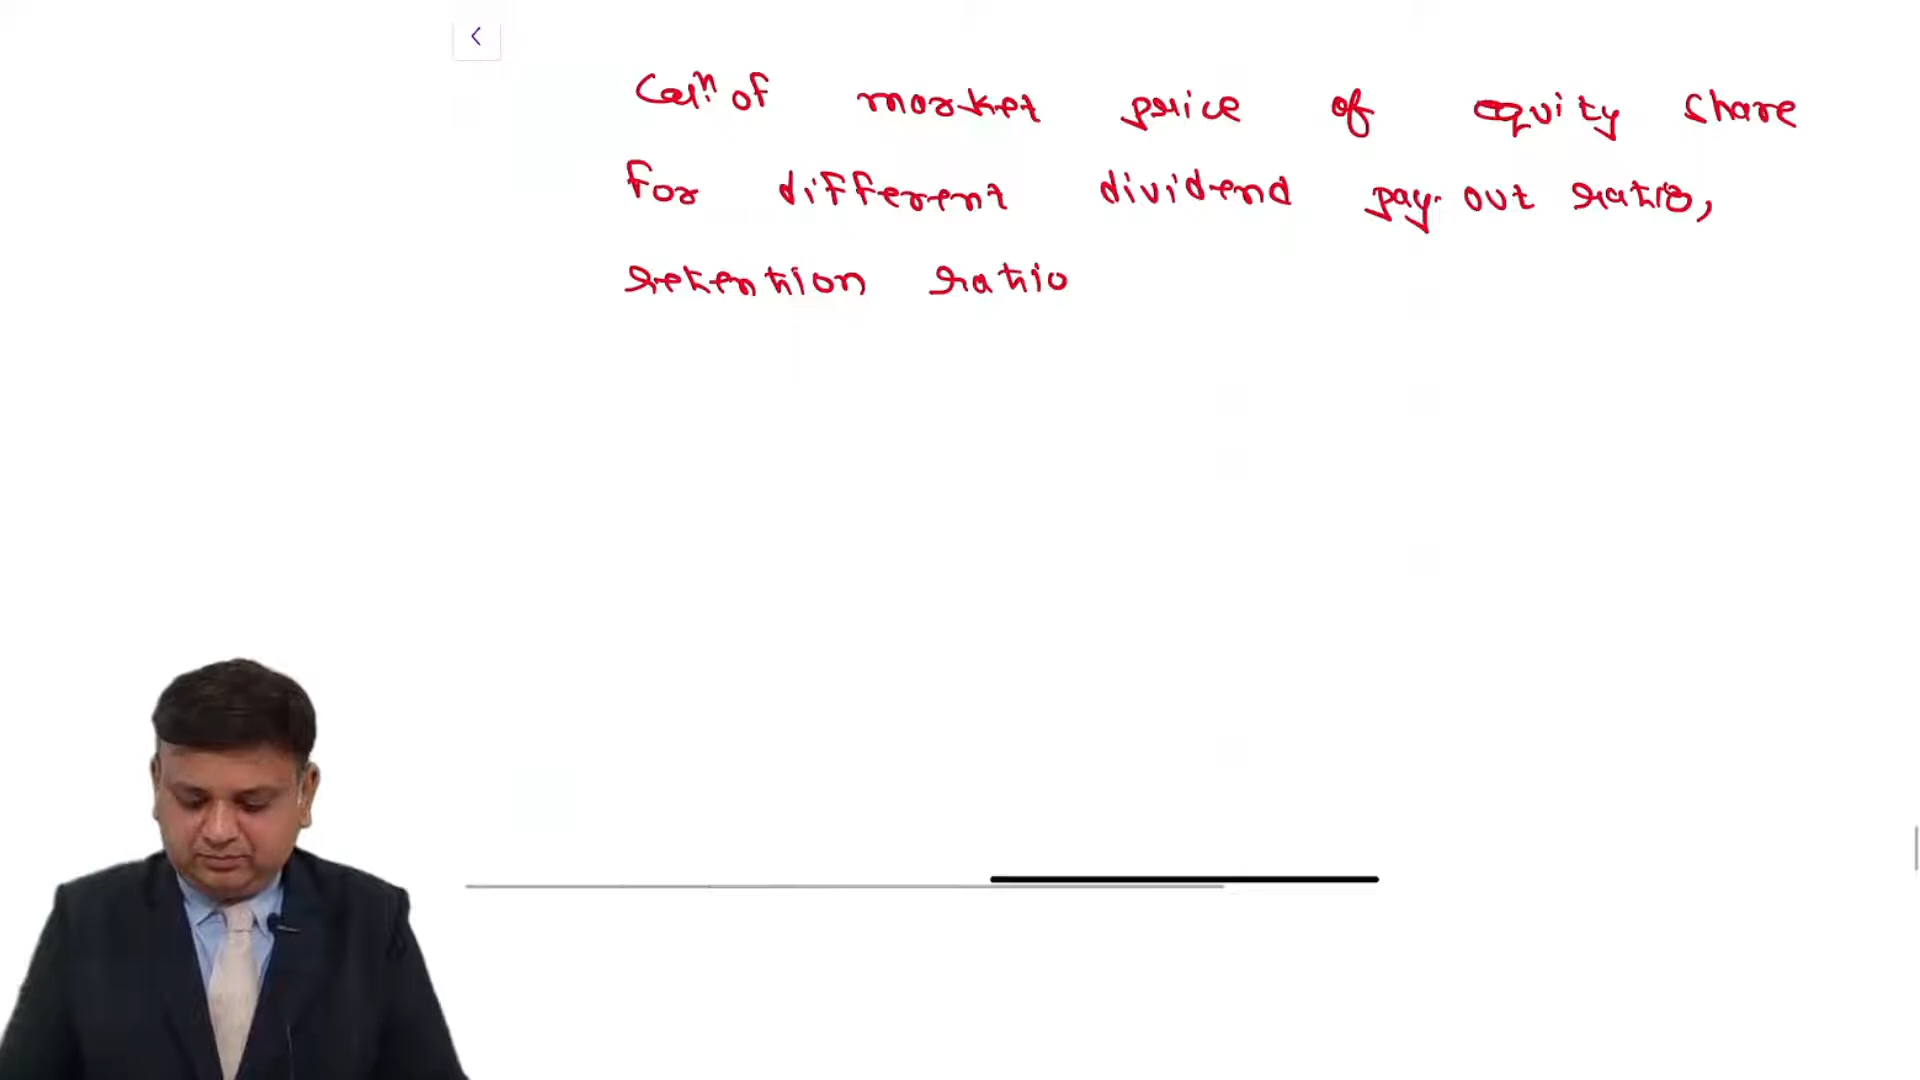 Calⁿ. of market price of equity share
for different dividend pay-out ratio,
retention ratio